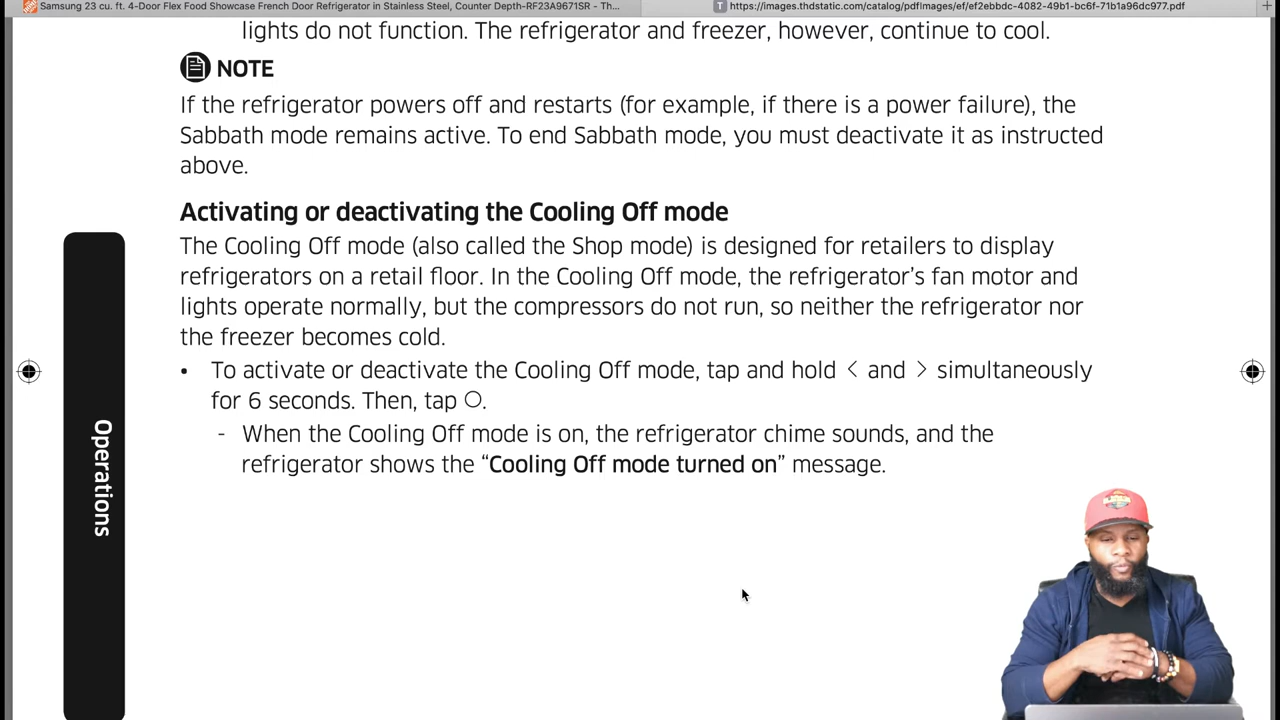 Samsung 23 cu. ft. 4-Door Flex Food Showcase French Door Refrigerator in Stainless Steel, Counter Depth-RF23A9671SR - Th...
T https://images.thdstatic.com/catalog/pdfImages/ef/ef2ebbdc-4082-49b1-bc6f-71b1a96dc977.pdf
lights do not function. The refrigerator and freezer, however, continue to cool.
NOTE
If the refrigerator powers off and restarts (for example, if there is a power failure), the
Sabbath mode remains active. To end Sabbath mode, you must deactivate it as instructed
above.
Activating or deactivating the Cooling Off mode
The Cooling Off mode (also called the Shop mode) is designed for retailers to display
refrigerators on a retail floor. In the Cooling Off mode, the refrigerator's fan motor and
lights operate normally, but the compressors do not run, so neither the refrigerator nor
the freezer becomes cold.
• To activate or deactivate the Cooling Off mode, tap and hold < and > simultaneously
for 6 seconds. Then, tap ○.
- When the Cooling Off mode is on, the refrigerator chime sounds, and the
refrigerator shows the “Cooling Off mode turned on” message.
Operations